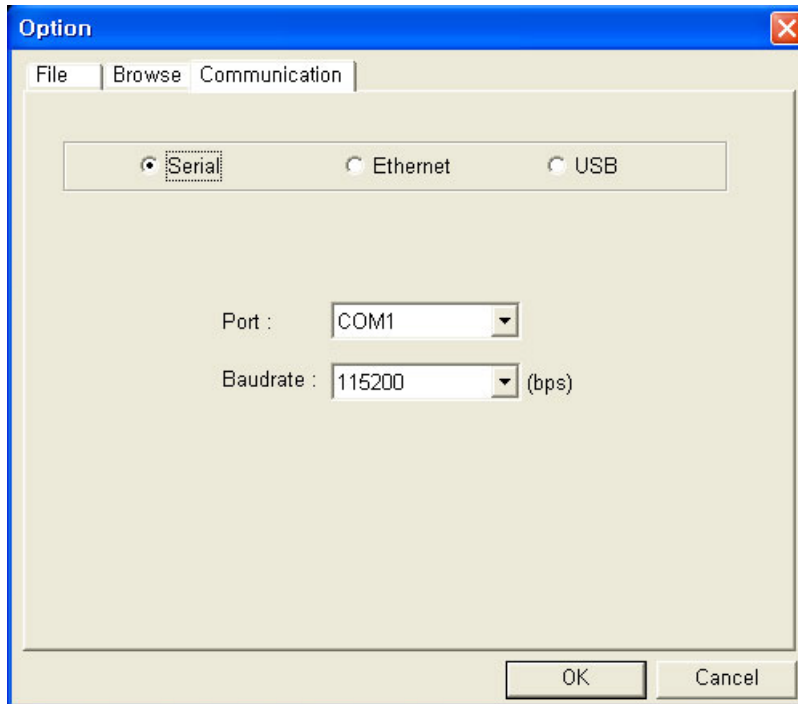 Option
File Browse Communication
Serial Ethernet USB
Port : COM1
Baudrate : 115200 (bps)
OK Cancel